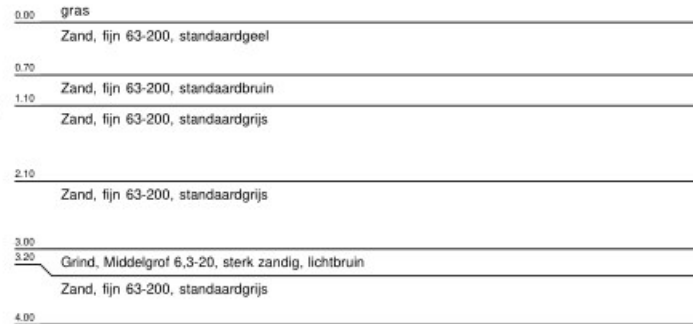 gras
0.00
Zand, fijn 63-200, standaardgeel
0.70
Zand, fijn 63-200, standaardbruin
1.10
Zand, fijn 63-200, standaardgrijs
2.10
Zand, fijn 63-200, standaardgrijs
3.00
3.20
Grind, Middelgrof 6,3-20, sterk zandig, lichtbruin
Zand, fijn 63-200, standaardgrijs
4.00